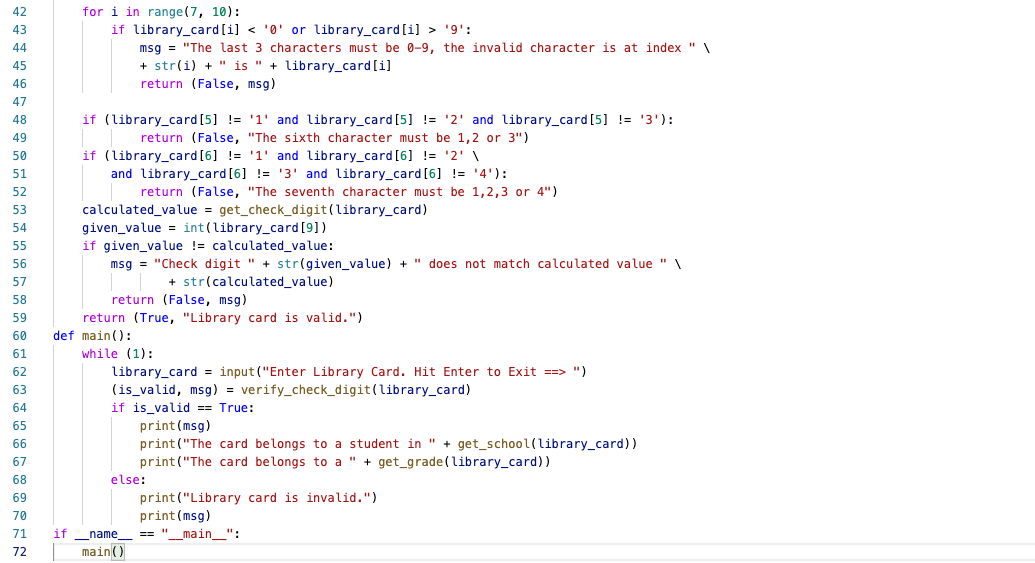 42 for i in range(7, 10):
43 if library_card[i] < '0' or library_card[i] > '9':
44 msg = "The last 3 characters must be 0-9, the invalid character is at index " \
45 + str(i) + " is " + library_card[i]
46 return (False, msg)
47
48 if (library_card[5] != '1' and library_card[5] != '2' and library_card[5] != '3'):
49 return (False, "The sixth character must be 1,2 or 3")
50 if (library_card[6] != '1' and library_card[6] != '2' \
51 and library_card[6] != '3' and library_card[6] != '4'):
52 return (False, "The seventh character must be 1,2,3 or 4")
53 calculated_value = get_check_digit(library_card)
54 given_value = int(library_card[9])
55 if given_value != calculated_value:
56 msg = "Check digit " + str(given_value) + " does not match calculated value " \
57 + str(calculated_value)
58 return (False, msg)
59 return (True, "Library card is valid.")
60 def main():
61 while (1):
62 library_card = input("Enter Library Card. Hit Enter to Exit ==> ")
63 (is_valid, msg) = verify_check_digit(library_card)
64 if is_valid == True:
65 print(msg)
66 print("The card belongs to a student in " + get_school(library_card))
67 print("The card belongs to a " + get_grade(library_card))
68 else:
69 print("Library card is invalid.")
70 print(msg)
71 if __name__ == "__main__":
72 main()